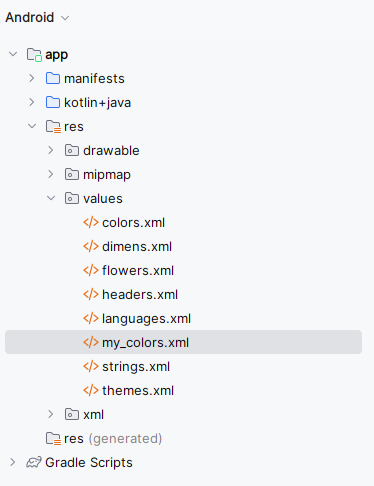 Android
app
manifests
kotlin+java
res
drawable
mipmap
values
colors.xml
dimens.xml
flowers.xml
headers.xml
languages.xml
my_colors.xml
strings.xml
themes.xml
xml
res (generated)
Gradle Scripts